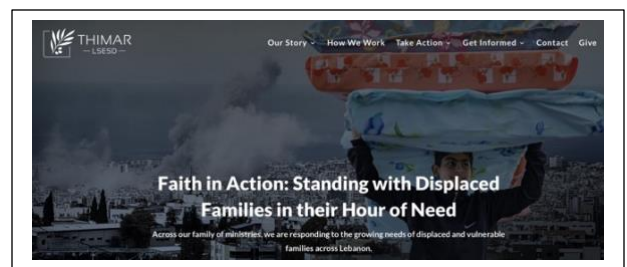 THIMAR
— LSESD —
Our Story
How We Work
Take Action
Get Informed
Contact
Give
Faith in Action: Standing with Displaced
Families in their Hour of Need
Across our family of ministries, we are responding to the growing needs of displaced and vulnerable
families across Lebanon.